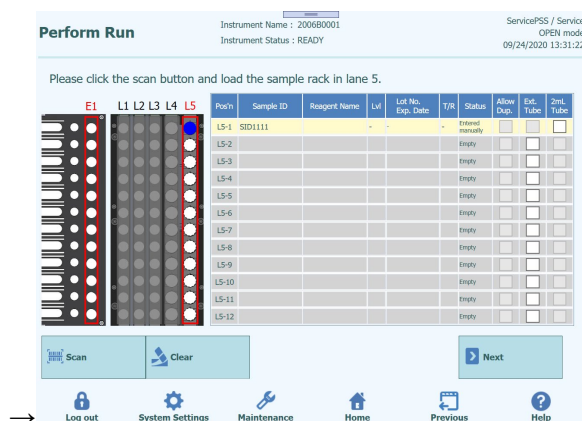 Perform Run
Instrument Name : 2006B0001
Instrument Status : READY
ServicePSS / Service
OPEN mode
09/24/2020 13:31:22
Please click the scan button and load the sample rack in lane 5.
E1 L1 L2 L3 L4 L5
Pos'n Sample ID Reagent Name Lvl Lot No. Exp. Date T/R Status Allow Dup. Ext. Tube 2mL Tube
L5-1 SID1111 - - - Entered manually
L5-2 Empty
L5-3 Empty
L5-4 Empty
L5-5 Empty
L5-6 Empty
L5-7 Empty
L5-8 Empty
L5-9 Empty
L5-10 Empty
L5-11 Empty
L5-12 Empty
Scan Clear Next
Log out System Settings Maintenance Home Previous Help